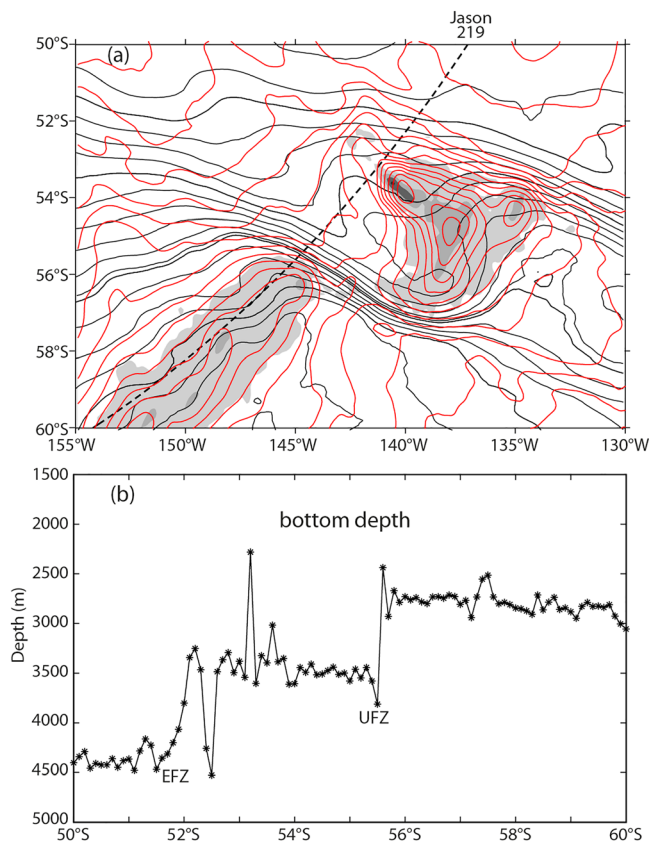 Jason
219
50°S
(a)
52°S
54°S
56°S
58°S
60°S
155°W
150°W
145°W
140°W
135°W
130°W
1500
(b)
2000
bottom depth
2500
Depth (m)
3000
3500
UFZ
4000
4500
EFZ
5000
50°S
52°S
54°S
56°S
58°S
60°S